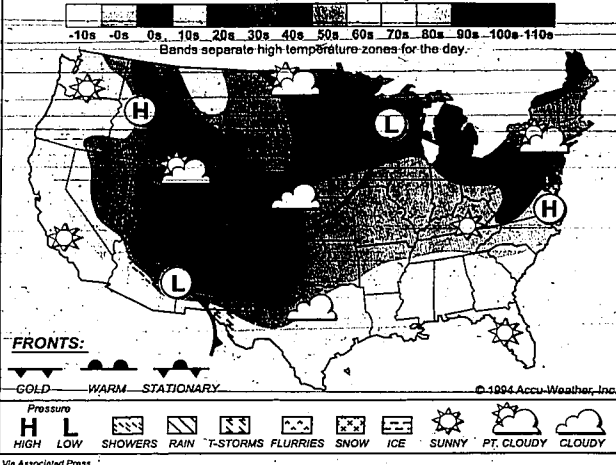 -10s -0s 0s 10s 20s 30s 40s 50s 60s 70s 80s 90s 100s 110s
Bands separate high temperature zones for the day.
H
L
H
L
FRONTS:
COLD WARM STATIONARY
© 1994 Accu-Weather, Inc.
Pressure
H L
HIGH LOW SHOWERS RAIN T-STORMS FLURRIES SNOW ICE SUNNY PT. CLOUDY CLOUDY
Via Associated Press